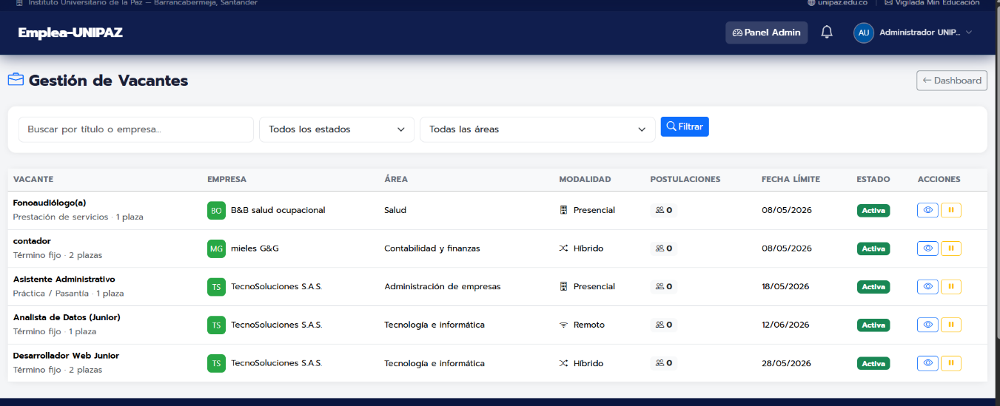 Instituto Universitario de la Paz — Barrancabermeja, Santander
unipaz.edu.co | Vigilada Min Educación
Emplea-UNIPAZ
Panel Admin
AU Administrador UNIP...
Gestión de Vacantes
← Dashboard
Buscar por título o empresa...
Todos los estados
Todas las áreas
Filtrar
VACANTE EMPRESA ÁREA MODALIDAD POSTULACIONES FECHA LÍMITE ESTADO ACCIONES
Fonoaudiólogo(a)
Prestación de servicios · 1 plaza
BO B&B salud ocupacional Salud Presencial 0 08/05/2026 Activa
contador
Término fijo · 2 plazas
MG mieles G&G Contabilidad y finanzas Híbrido 0 08/05/2026 Activa
Asistente Administrativo
Práctica / Pasantía · 1 plaza
TS TecnoSoluciones S.A.S. Administración de empresas Presencial 0 18/05/2026 Activa
Analista de Datos (Junior)
Término fijo · 1 plaza
TS TecnoSoluciones S.A.S. Tecnología e informática Remoto 0 12/06/2026 Activa
Desarrollador Web Junior
Término fijo · 2 plazas
TS TecnoSoluciones S.A.S. Tecnología e informática Híbrido 0 28/05/2026 Activa